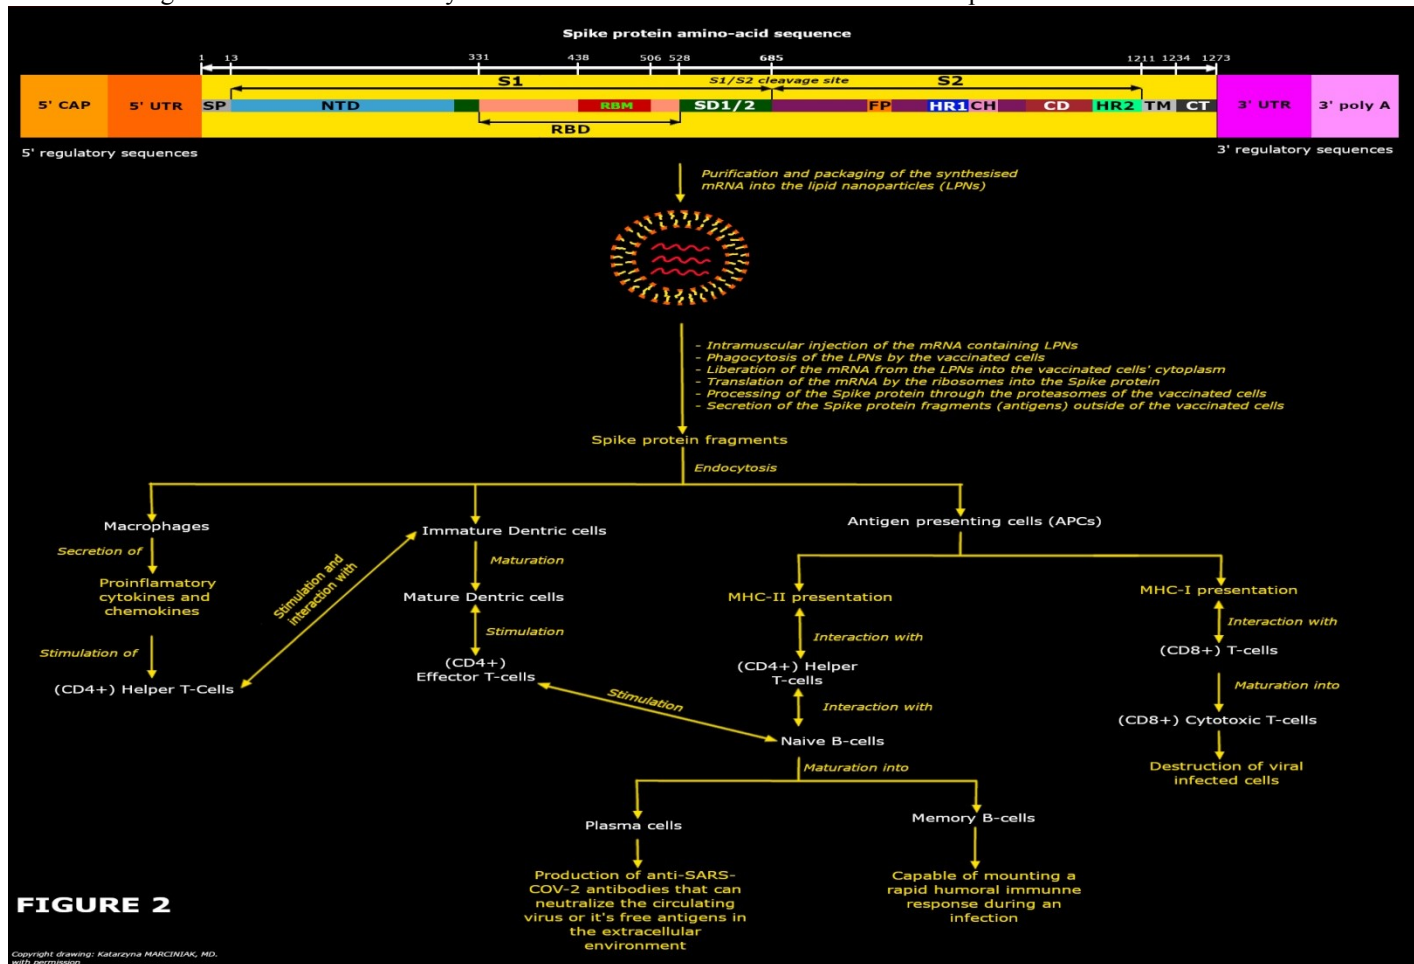 Spike protein amino-acid sequence
1 13 331 438 506 528 685 1211 1234 1273
S1 S1/S2 cleavage site S2
5' CAP 5' UTR SP NTD RBM SD1/2 FP HR1 CH CD HR2 TM CT 3' UTR 3' poly A
RBD
5' regulatory sequences 3' regulatory sequences
Purification and packaging of the synthesised
mRNA into the lipid nanoparticles (LPNs)
- Intramuscular injection of the mRNA containing LPNs
- Phagocytosis of the LPNs by the vaccinated cells
- Liberation of the mRNA from the LPNs into the vaccinated cells' cytoplasm
- Translation of the mRNA by the ribosomes into the Spike protein
- Processing of the Spike protein through the proteasomes of the vaccinated cells
- Secretion of the Spike protein fragments (antigens) outside of the vaccinated cells
Spike protein fragments
Endocytosis
Macrophages
Secretion of
Proinflamatory
cytokines and
chemokines
Stimulation of
(CD4+) Helper T-Cells
Stimulation and
interaction with
Immature Dentric cells
Maturation
Mature Dentric cells
Stimulation
(CD4+)
Effector T-cells
Stimulation
Antigen presenting cells (APCs)
MHC-II presentation
Interaction with
(CD4+) Helper
T-cells
Interaction with
Naive B-cells
Maturation into
MHC-I presentation
Interaction with
(CD8+) T-cells
Maturation into
(CD8+) Cytotoxic T-cells
Destruction of viral
infected cells
Plasma cells
Production of anti-SARS-
COV-2 antibodies that can
neutralize the circulating
virus or it's free antigens in
the extracellular
environment
Memory B-cells
Capable of mounting a
rapid humoral immunne
response during an
infection
FIGURE 2
Copyright drawing: Katarzyna MARCINIAK, MD.
with permission